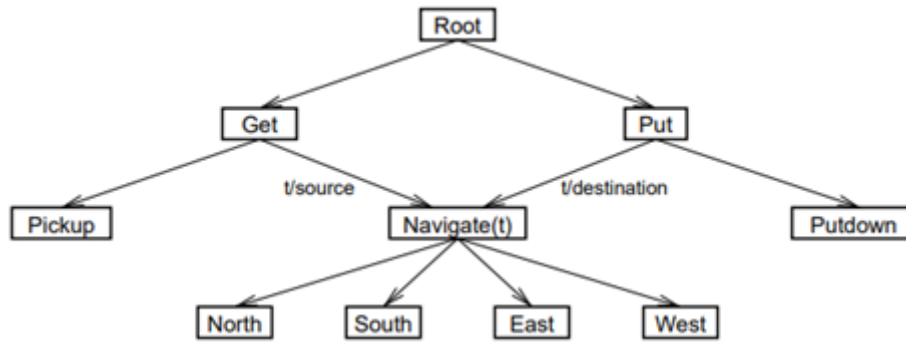 Root
Get Put
t/source t/destination
Pickup Navigate(t) Putdown
North South East West